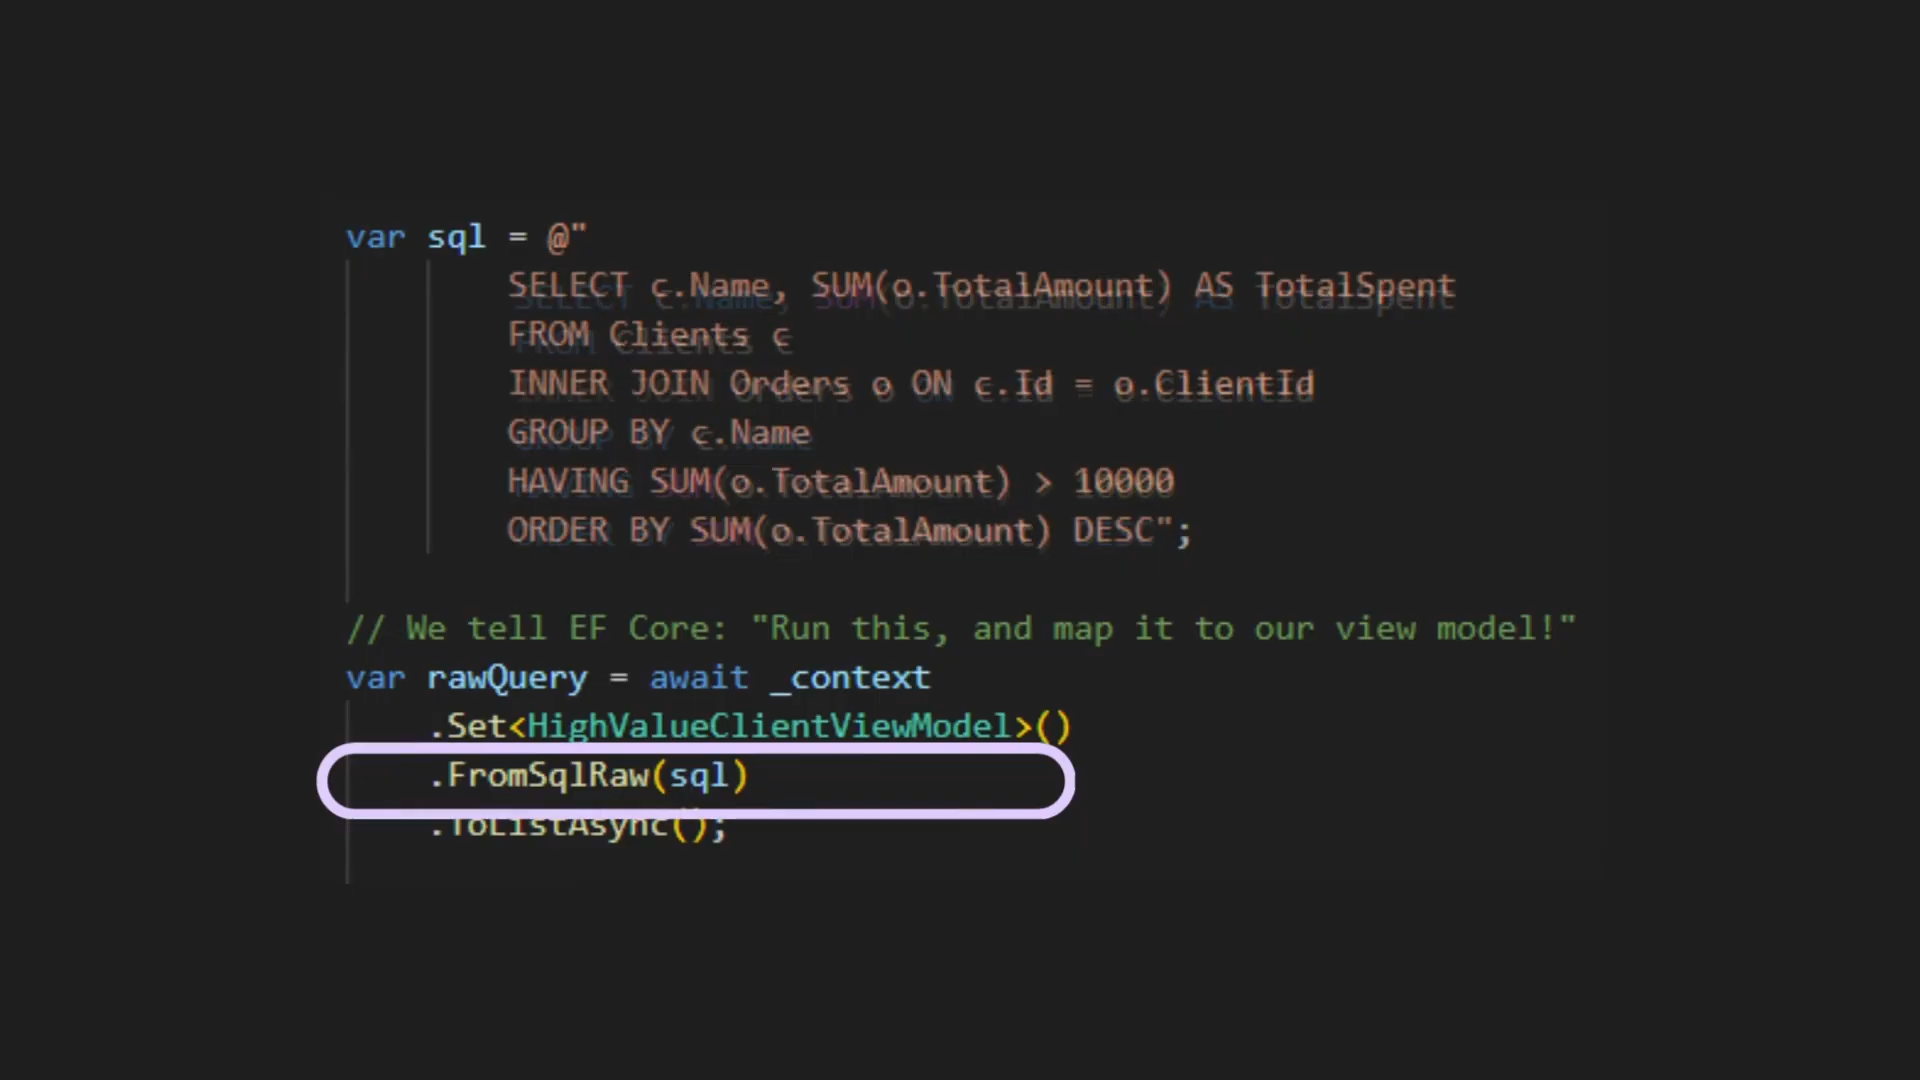 var sql = @"
SELECT c.Name, SUM(o.TotalAmount) AS TotalSpent
FROM Clients c
INNER JOIN Orders o ON c.Id = o.ClientId
GROUP BY c.Name
HAVING SUM(o.TotalAmount) > 10000
ORDER BY SUM(o.TotalAmount) DESC";
// We tell EF Core: "Run this, and map it to our view model!"
var rawQuery = await _context
.Set<HighValueClientViewModel>()
.FromSqlRaw(sql)
.ToListAsync();